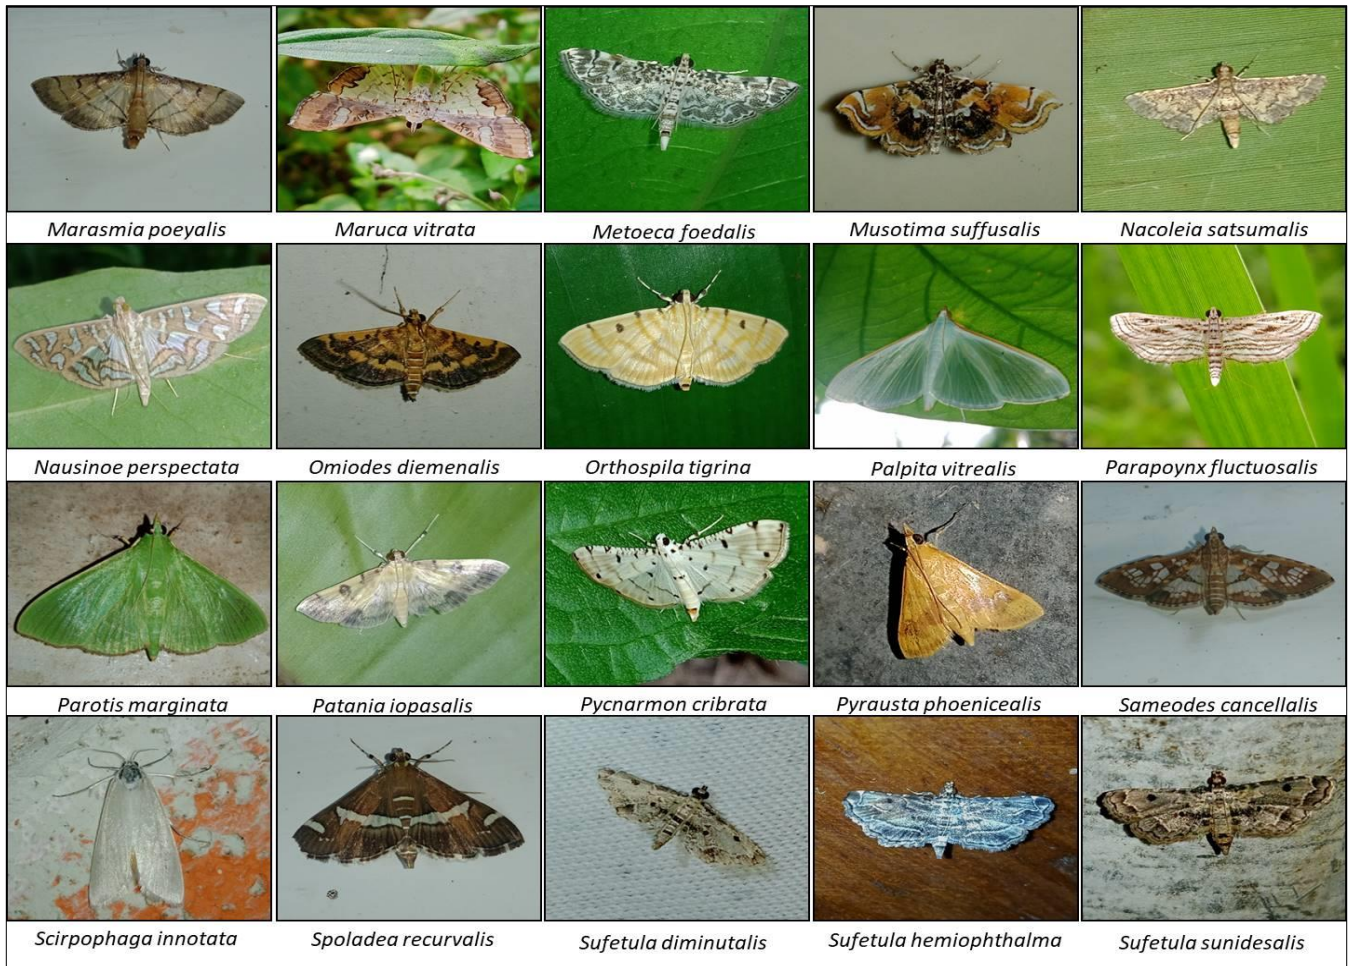 Marasmia poeyalis
Maruca vitrata
Metoeca foedalis
Musotima suffusalis
Nacoleia satsumalis
Nausinoe perspectata
Omiodes diemenalis
Orthospila tigrina
Palpita vitrealis
Parapoynx fluctuosalis
Parotis marginata
Patania iopasalis
Pycnarmon cribrata
Pyrausta phoenicealis
Sameodes cancellalis
Scirpophaga innotata
Spoladea recurvalis
Sufetula diminutalis
Sufetula hemiophthalma
Sufetula sunidesalis